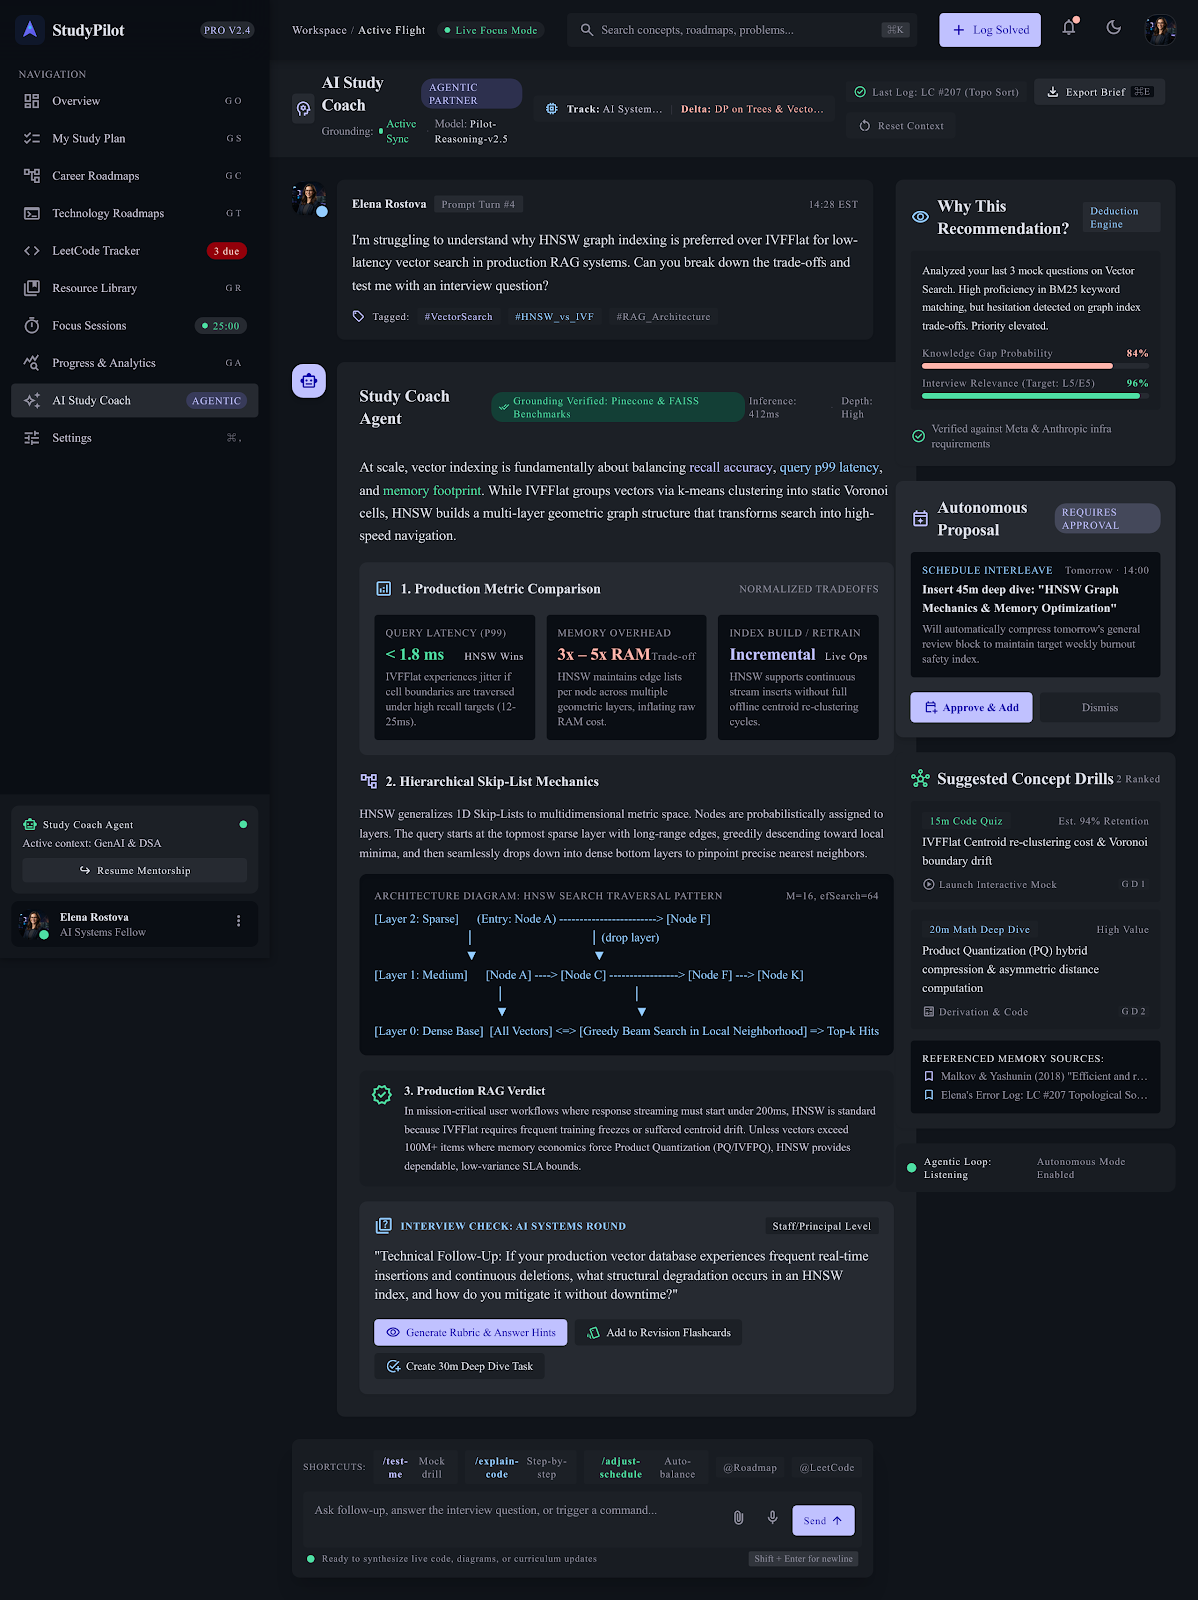 StudyPilot
PRO V2.4
NAVIGATION
Overview
G O
My Study Plan
G S
Career Roadmaps
G C
Technology Roadmaps
G T
LeetCode Tracker
3 due
Resource Library
G R
Focus Sessions
25:00
Progress & Analytics
G A
AI Study Coach
AGENTIC
Settings
⌘ ,
Study Coach Agent
Active context: GenAI & DSA
Resume Mentorship
Elena Rostova
AI Systems Fellow
Workspace / Active Flight
Live Focus Mode
Search concepts, roadmaps, problems...
⌘K
Log Solved
AI Study
Coach
AGENTIC
PARTNER
Grounding:
Active
Sync
Model: Pilot-
Reasoning-v2.5
Track: AI System...
Delta: DP on Trees & Vecto...
Last Log: LC #207 (Topo Sort)
Export Brief
⌘E
Reset Context
Elena Rostova
Prompt Turn #4
14:28 EST
I'm struggling to understand why HNSW graph indexing is preferred over IVFFlat for low-
latency vector search in production RAG systems. Can you break down the trade-offs and
test me with an interview question?
Tagged:
#VectorSearch
#HNSW_vs_IVF
#RAG_Architecture
Study Coach
Agent
Grounding Verified: Pinecone & FAISS
Benchmarks
Inference:
412ms
·
Depth:
High
At scale, vector indexing is fundamentally about balancing recall accuracy, query p99 latency,
and memory footprint. While IVFFlat groups vectors via k-means clustering into static Voronoi
cells, HNSW builds a multi-layer geometric graph structure that transforms search into high-
speed navigation.
1. Production Metric Comparison
NORMALIZED TRADEOFFS
QUERY LATENCY (P99)
< 1.8 ms
HNSW Wins
IVFFlat experiences jitter if
cell boundaries are traversed
under high recall targets (12-
25ms).
MEMORY OVERHEAD
3x – 5x RAM
Trade-off
HNSW maintains edge lists
per node across multiple
geometric layers, inflating raw
RAM cost.
INDEX BUILD / RETRAIN
Incremental
Live Ops
HNSW supports continuous
stream inserts without full
offline centroid re-clustering
cycles.
2. Hierarchical Skip-List Mechanics
HNSW generalizes 1D Skip-Lists to multidimensional metric space. Nodes are probabilistically assigned to
layers. The query starts at the topmost sparse layer with long-range edges, greedily descending toward local
minima, and then seamlessly drops down into dense bottom layers to pinpoint precise nearest neighbors.
ARCHITECTURE DIAGRAM: HNSW SEARCH TRAVERSAL PATTERN
M=16, efSearch=64
[Layer 2: Sparse] (Entry: Node A) ------------------------> [Node F]
│ │ (drop layer)
▼ ▼
[Layer 1: Medium] [Node A] ----> [Node C] -----------------> [Node F] ---> [Node K]
│ │
▼ ▼
[Layer 0: Dense Base] [All Vectors] <=> [Greedy Beam Search in Local Neighborhood] => Top-k Hits
3. Production RAG Verdict
In mission-critical user workflows where response streaming must start under 200ms, HNSW is standard
because IVFFlat requires frequent training freezes or suffered centroid drift. Unless vectors exceed
100M+ items where memory economics force Product Quantization (PQ/IVFPQ), HNSW provides
dependable, low-variance SLA bounds.
INTERVIEW CHECK: AI SYSTEMS ROUND
Staff/Principal Level
"Technical Follow-Up: If your production vector database experiences frequent real-time
insertions and continuous deletions, what structural degradation occurs in an HNSW
index, and how do you mitigate it without downtime?"
Generate Rubric & Answer Hints
Add to Revision Flashcards
Create 30m Deep Dive Task
SHORTCUTS:
/test-
me
Mock
drill
/explain-
code
Step-by-
step
/adjust-
schedule
Auto-
balance
@Roadmap
@LeetCode
Ask follow-up, answer the interview question, or trigger a command...
Send
Ready to synthesize live code, diagrams, or curriculum updates
Shift + Enter for newline
Why This
Recommendation?
Deduction
Engine
Analyzed your last 3 mock questions on Vector
Search. High proficiency in BM25 keyword
matching, but hesitation detected on graph index
trade-offs. Priority elevated.
Knowledge Gap Probability
84%
Interview Relevance (Target: L5/E5)
96%
Verified against Meta & Anthropic infra
requirements
Autonomous
Proposal
REQUIRES
APPROVAL
SCHEDULE INTERLEAVE
Tomorrow · 14:00
Insert 45m deep dive: "HNSW Graph
Mechanics & Memory Optimization"
Will automatically compress tomorrow's general
review block to maintain target weekly burnout
safety index.
Approve & Add
Dismiss
Suggested Concept Drills
2 Ranked
15m Code Quiz
Est. 94% Retention
IVFFlat Centroid re-clustering cost & Voronoi
boundary drift
Launch Interactive Mock
G D 1
20m Math Deep Dive
High Value
Product Quantization (PQ) hybrid
compression & asymmetric distance
computation
Derivation & Code
G D 2
REFERENCED MEMORY SOURCES:
Malkov & Yashunin (2018) "Efficient and r...
Elena's Error Log: LC #207 Topological So...
Agentic Loop:
Listening
Autonomous Mode
Enabled